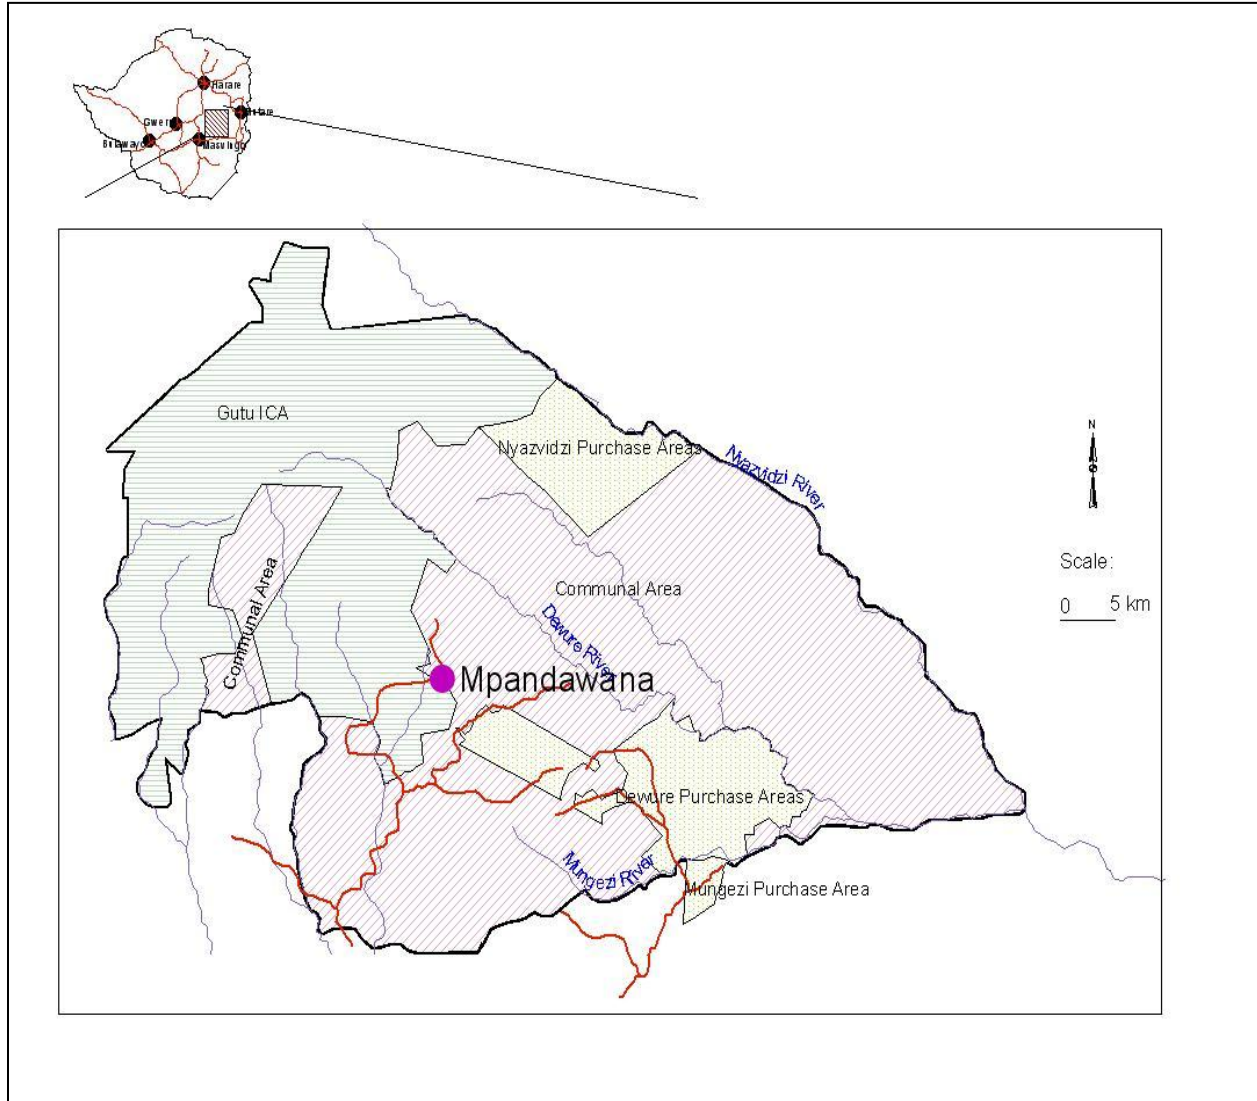 Harare
Gweru
Bulawayo
Masvingo
Gutu ICA
Nyazvidzi Purchase Areas
Nyazvidzi River
N
Scale:
0 5 km
Communal Area
Communal Area
Dewure River
Mpandawana
Dewure Purchase Areas
Mungezi River
Mungezi Purchase Area